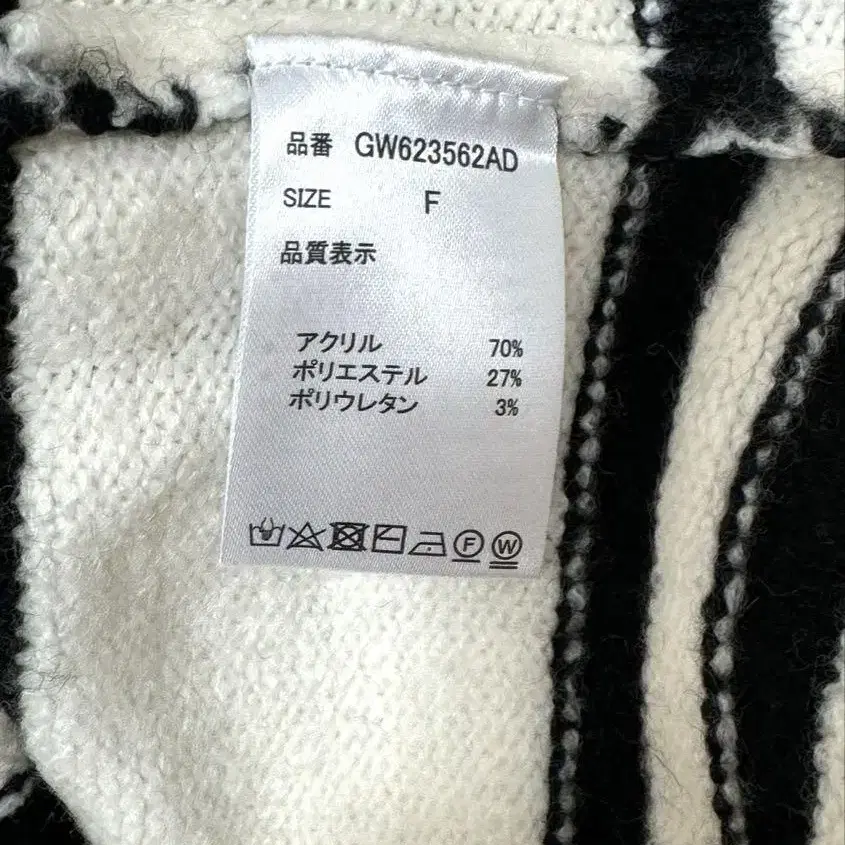 品番 GW623562AD
SIZE F
品質表示
アクリル 70%
ポリエステル 27%
ポリウレタン 3%
F W